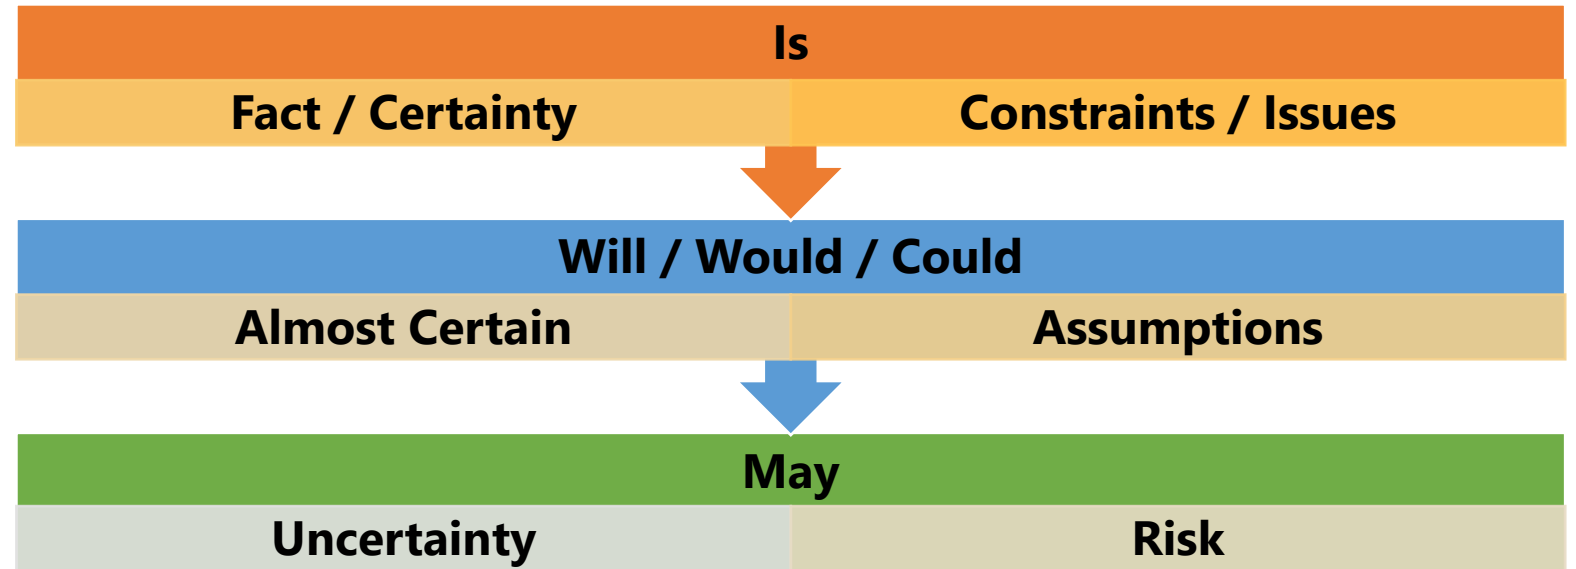 Is
Fact / Certainty
Constraints / Issues
Will / Would / Could
Almost Certain
Assumptions
May
Uncertainty
Risk